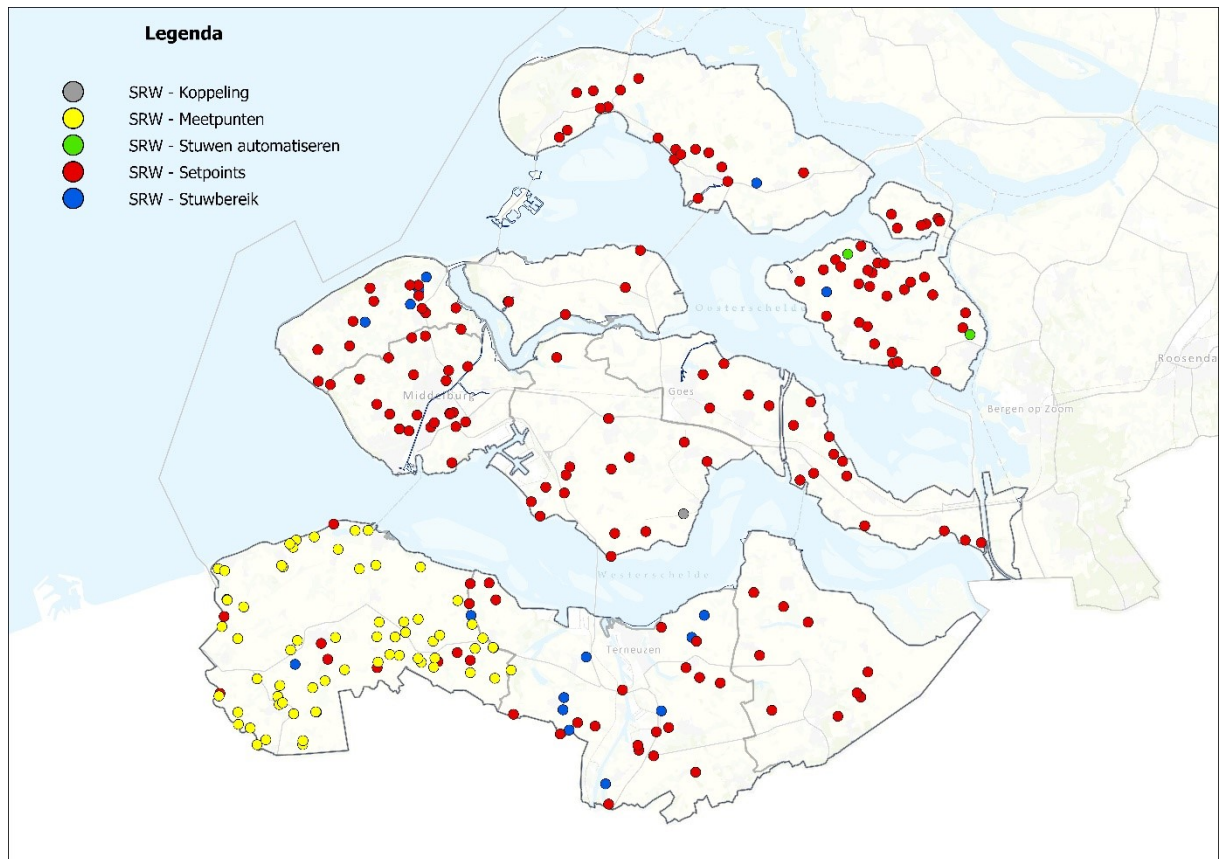 Legenda
SRW - Koppeling
SRW - Meetpunten
SRW - Stuwen automatiseren
SRW - Setpoints
SRW - Stuwbereik
Oosterschelde
Roosenda
Goes
Middelburg
Bergen op Zoom
Westerschelde
Terneuzen